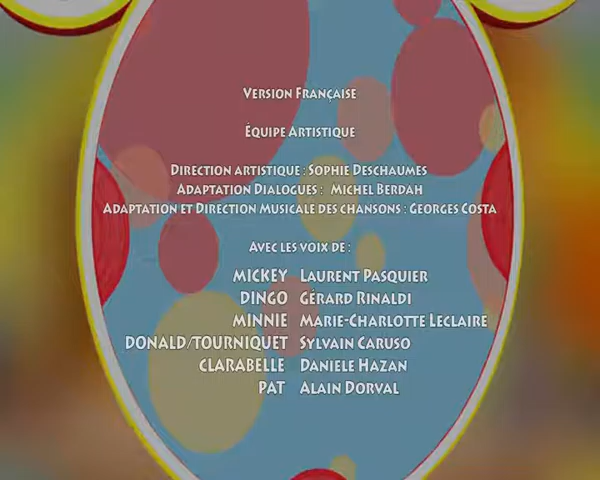 Version Française
Équipe Artistique
Direction artistique : Sophie Deschaumes
Adaptation Dialogues : Michel Berdah
Adaptation et Direction Musicale des chansons : Georges Costa
Avec les voix de :
MICKEY Laurent Pasquier
DINGO Gérard Rinaldi
MINNIE Marie-Charlotte Leclaire
DONALD/TOURNIQUET Sylvain Caruso
CLARABELLE Daniele Hazan
PAT Alain Dorval